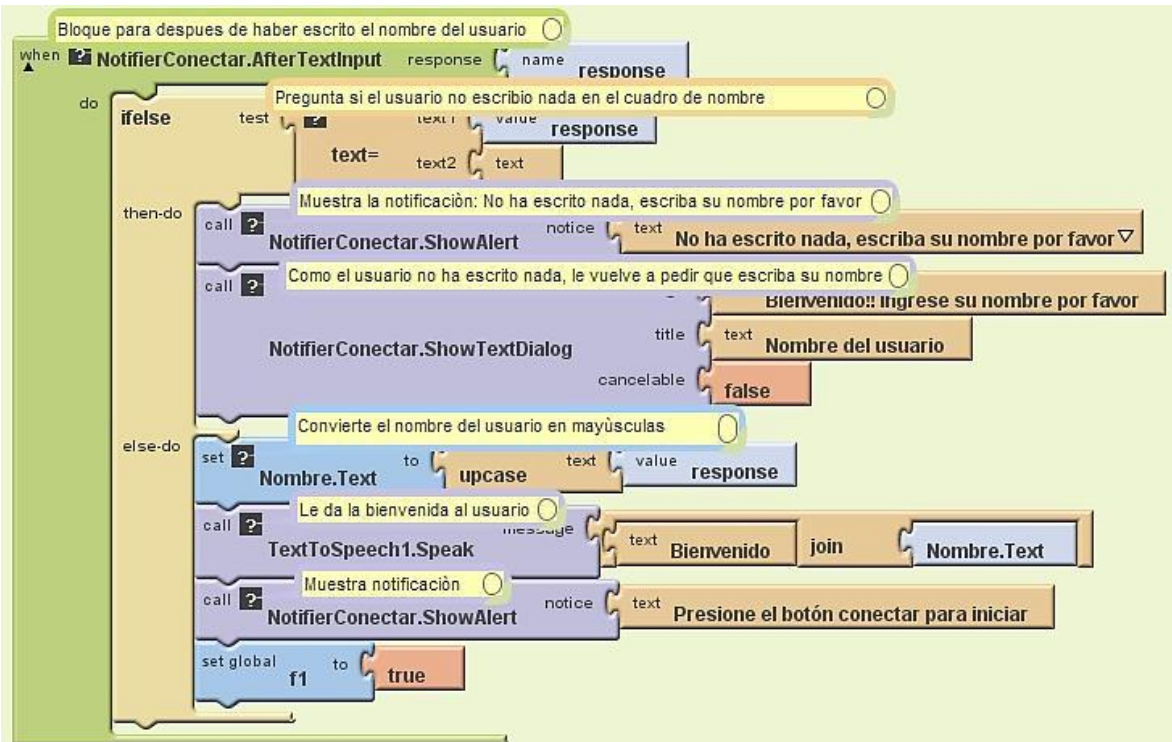 Bloque para despues de haber escrito el nombre del usuario
when ? NotifierConectar.AfterTextInput response name response
do
Pregunta si el usuario no escribio nada en el cuadro de nombre
ifelse test ? text1 value response
text= text2 text
Muestra la notificaciòn: No ha escrito nada, escriba su nombre por favor
then-do call ? NotifierConectar.ShowAlert notice text No ha escrito nada, escriba su nombre por favor
Como el usuario no ha escrito nada, le vuelve a pedir que escriba su nombre
call ? Bienvenido!! Ingrese su nombre por favor
NotifierConectar.ShowTextDialog title text Nombre del usuario
cancelable false
Convierte el nombre del usuario en mayùsculas
else-do set ? Nombre.Text to upcase text value response
Le da la bienvenida al usuario
call ? TextToSpeech1.Speak message text Bienvenido join Nombre.Text
Muestra notificaciòn
call ? NotifierConectar.ShowAlert notice text Presione el botón conectar para iniciar
set global f1 to true